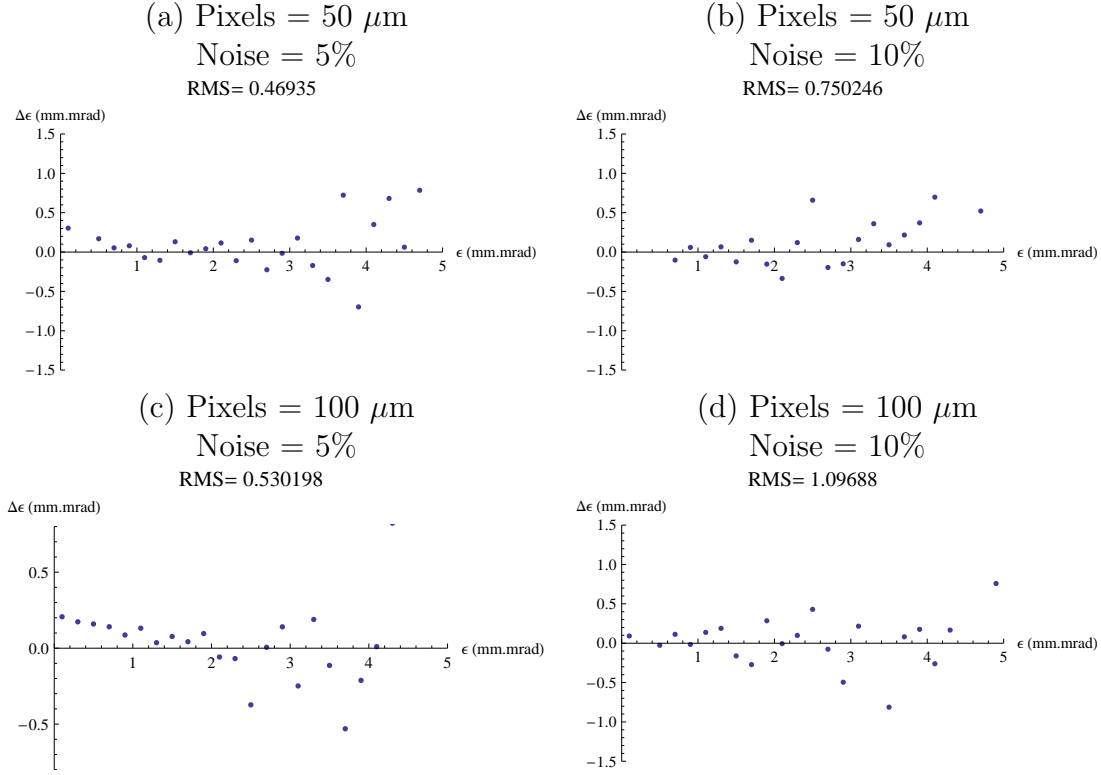 (a) Pixels = 50 μm
Noise = 5%
RMS= 0.46935
Δϵ (mm.mrad)
1.5
1.0
0.5
0.0
−0.5
−1.0
−1.5
1 2 3 4 5
ϵ (mm.mrad)
(b) Pixels = 50 μm
Noise = 10%
RMS= 0.750246
Δϵ (mm.mrad)
1.5
1.0
0.5
0.0
−0.5
−1.0
−1.5
1 2 3 4 5
ϵ (mm.mrad)
(c) Pixels = 100 μm
Noise = 5%
RMS= 0.530198
Δϵ (mm.mrad)
0.5
0.0
−0.5
1 2 3 4 5
ϵ (mm.mrad)
(d) Pixels = 100 μm
Noise = 10%
RMS= 1.09688
Δϵ (mm.mrad)
1.5
1.0
0.5
0.0
−0.5
−1.0
−1.5
1 2 3 4 5
ϵ (mm.mrad)